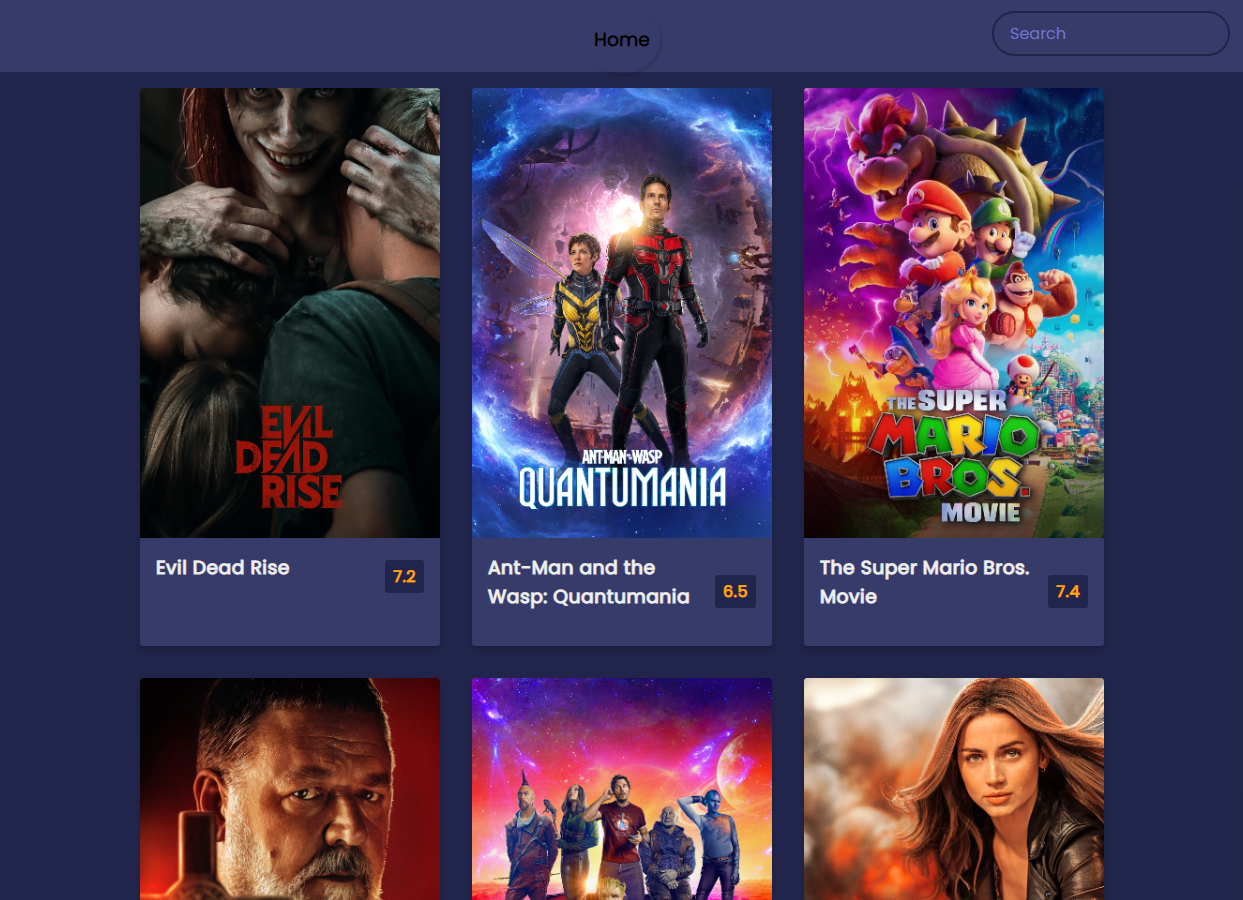 Home
Search
EVIL
DEAD
RISE
ANT-MAN AND THE WASP
QUANTUMANIA
THE SUPER
MARIO
BROS.
MOVIE
Evil Dead Rise
7.2
Ant-Man and the
Wasp: Quantumania
6.5
The Super Mario Bros.
Movie
7.4